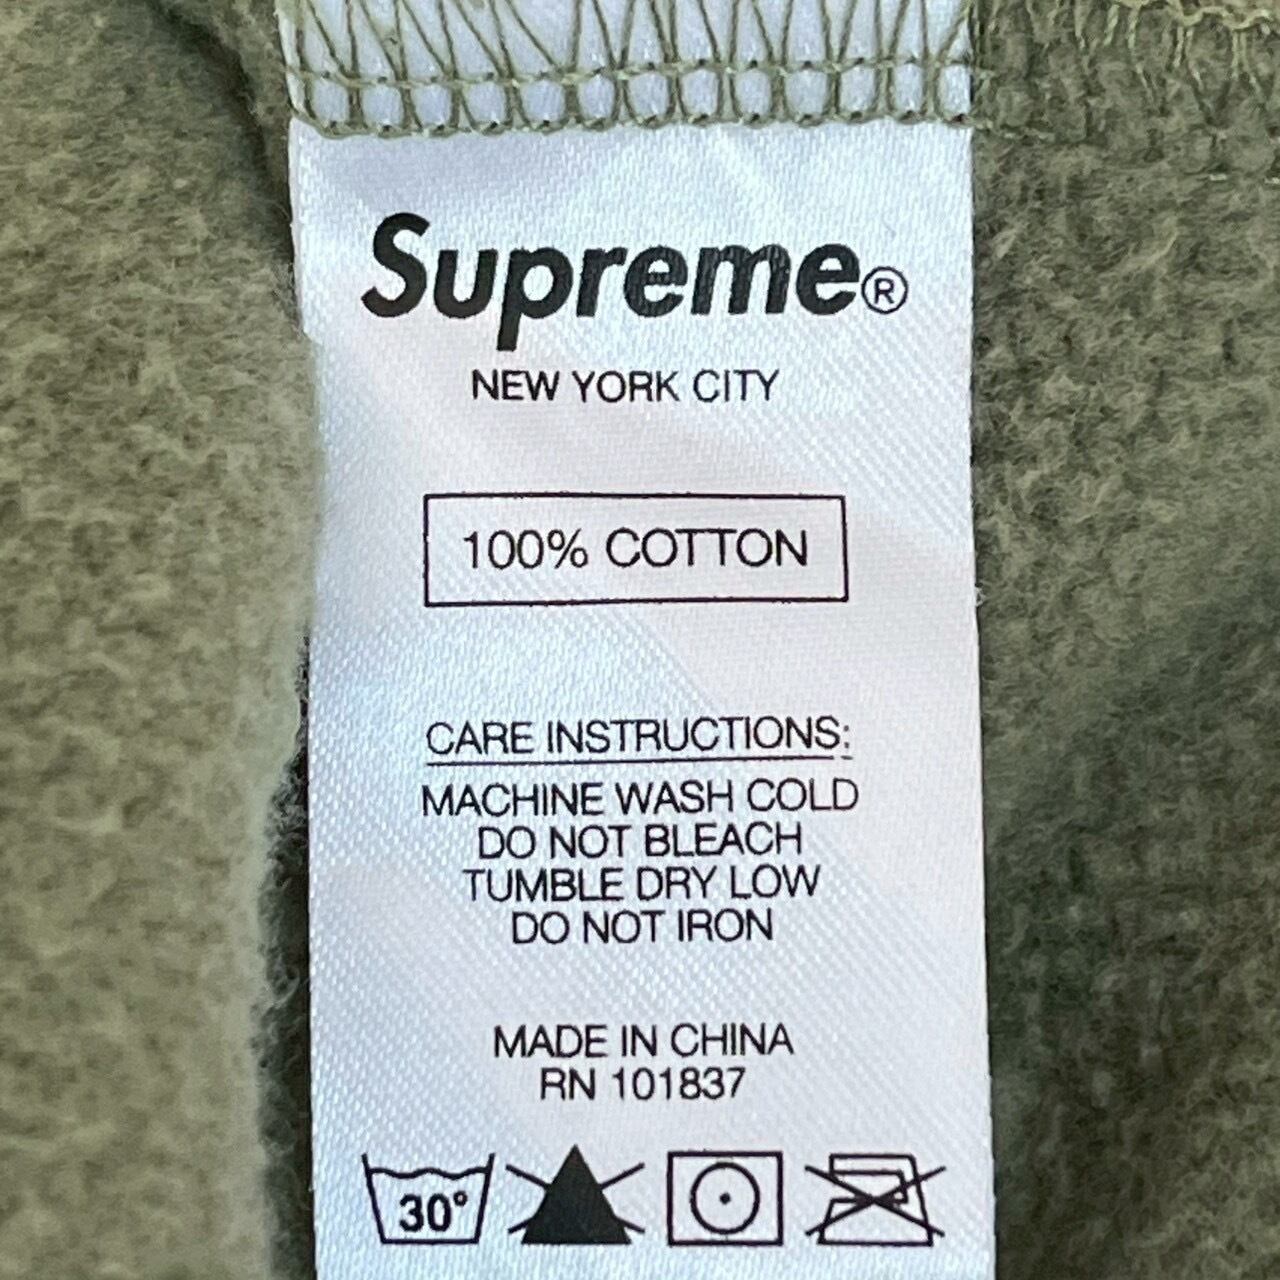 Supreme®
NEW YORK CITY
100% COTTON
CARE INSTRUCTIONS:
MACHINE WASH COLD
DO NOT BLEACH
TUMBLE DRY LOW
DO NOT IRON
MADE IN CHINA
RN 101837
30°